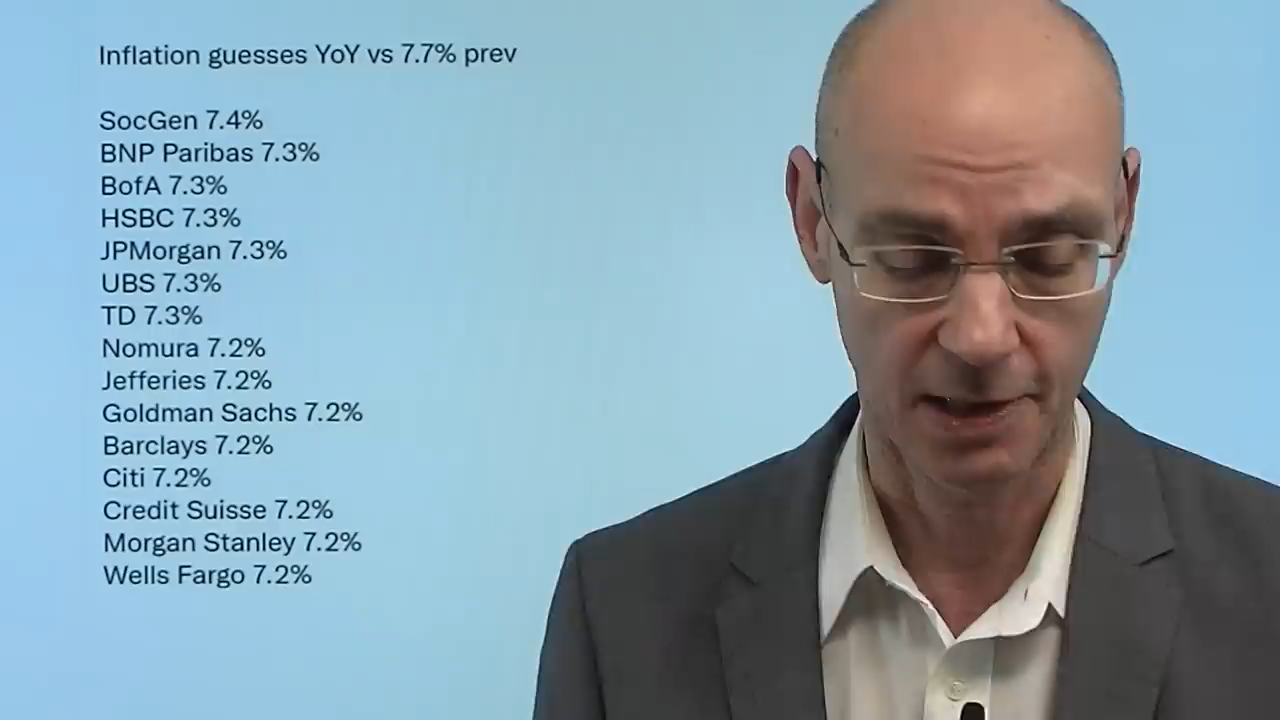 Inflation guesses YoY vs 7.7% prev
SocGen 7.4%
BNP Paribas 7.3%
BofA 7.3%
HSBC 7.3%
JPMorgan 7.3%
UBS 7.3%
TD 7.3%
Nomura 7.2%
Jefferies 7.2%
Goldman Sachs 7.2%
Barclays 7.2%
Citi 7.2%
Credit Suisse 7.2%
Morgan Stanley 7.2%
Wells Fargo 7.2%